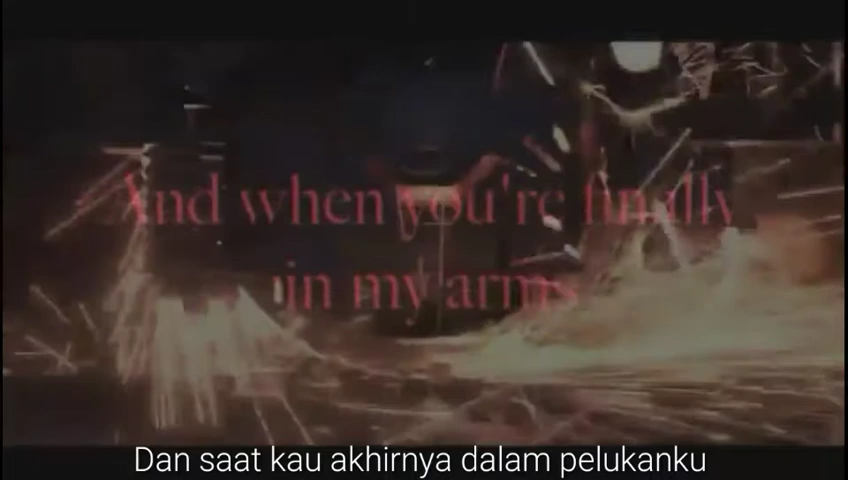 And when you're finally
in my arms
Dan saat kau akhirnya dalam pelukanku